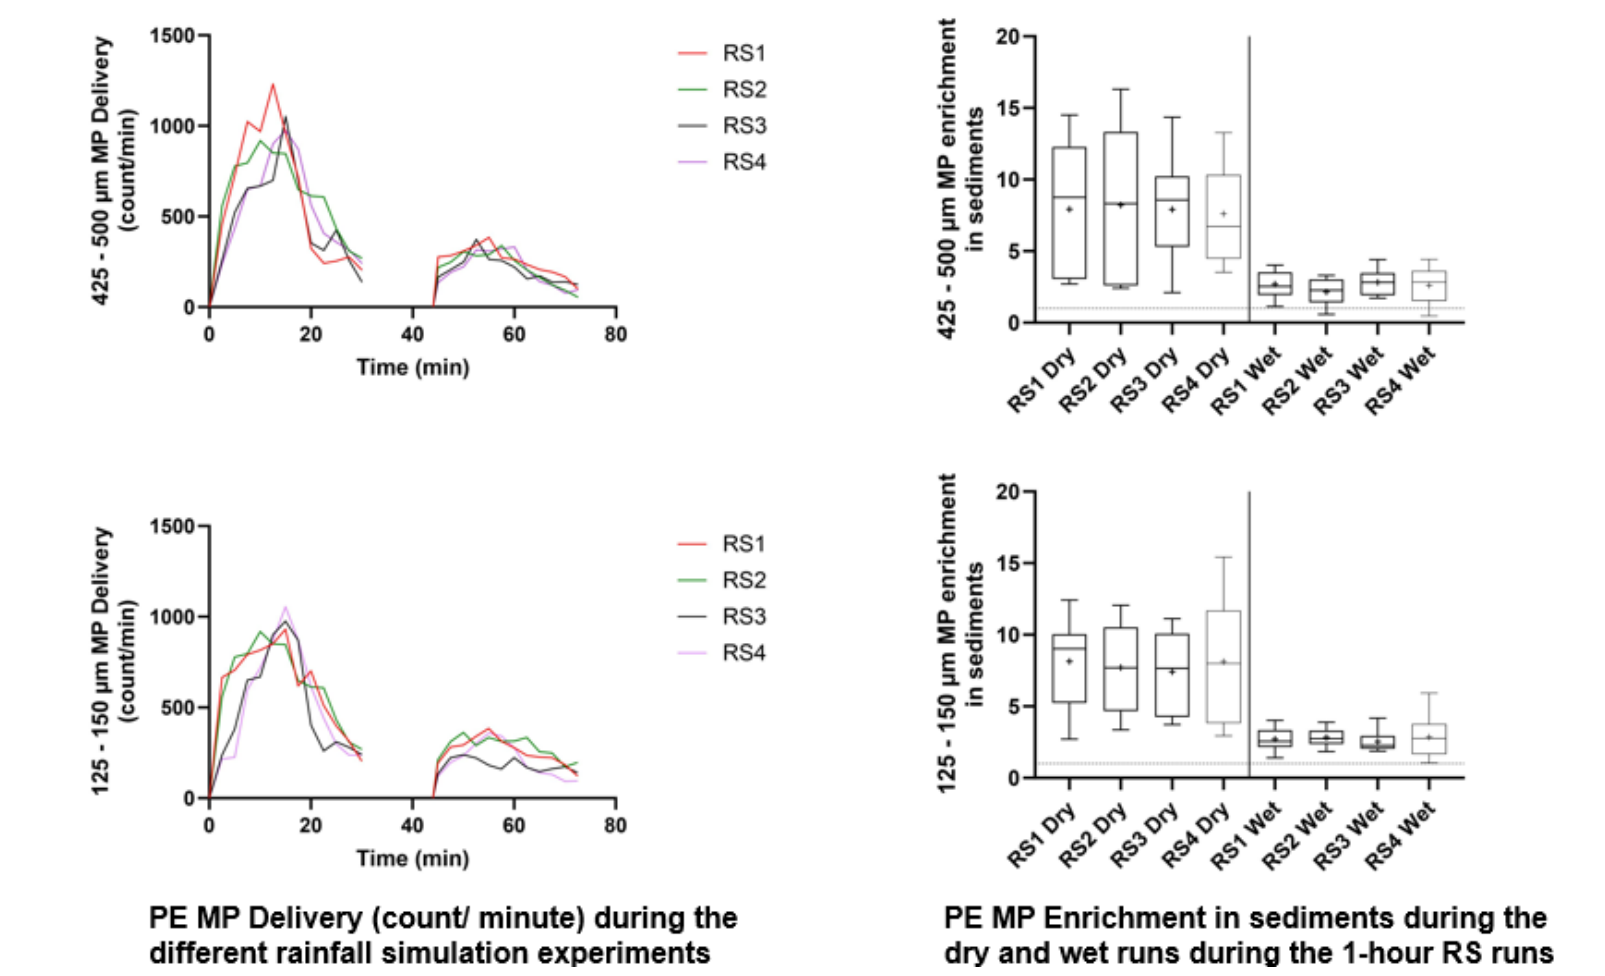 425 - 500 µm MP Delivery
(count/min)
1500
1000
500
0
0
20
40
60
80
Time (min)
RS1
RS2
RS3
RS4
425 - 500 µm MP enrichment
in sediments
20
15
10
5
0
RS1 Dry
RS2 Dry
RS3 Dry
RS4 Dry
RS1 Wet
RS2 Wet
RS3 Wet
RS4 Wet
125 - 150 µm MP Delivery
(count/min)
1500
1000
500
0
0
20
40
60
80
Time (min)
RS1
RS2
RS3
RS4
125 - 150 µm MP enrichment
in sediments
20
15
10
5
0
RS1 Dry
RS2 Dry
RS3 Dry
RS4 Dry
RS1 Wet
RS2 Wet
RS3 Wet
RS4 Wet
PE MP Delivery (count/ minute) during the
different rainfall simulation experiments
PE MP Enrichment in sediments during the
dry and wet runs during the 1-hour RS runs